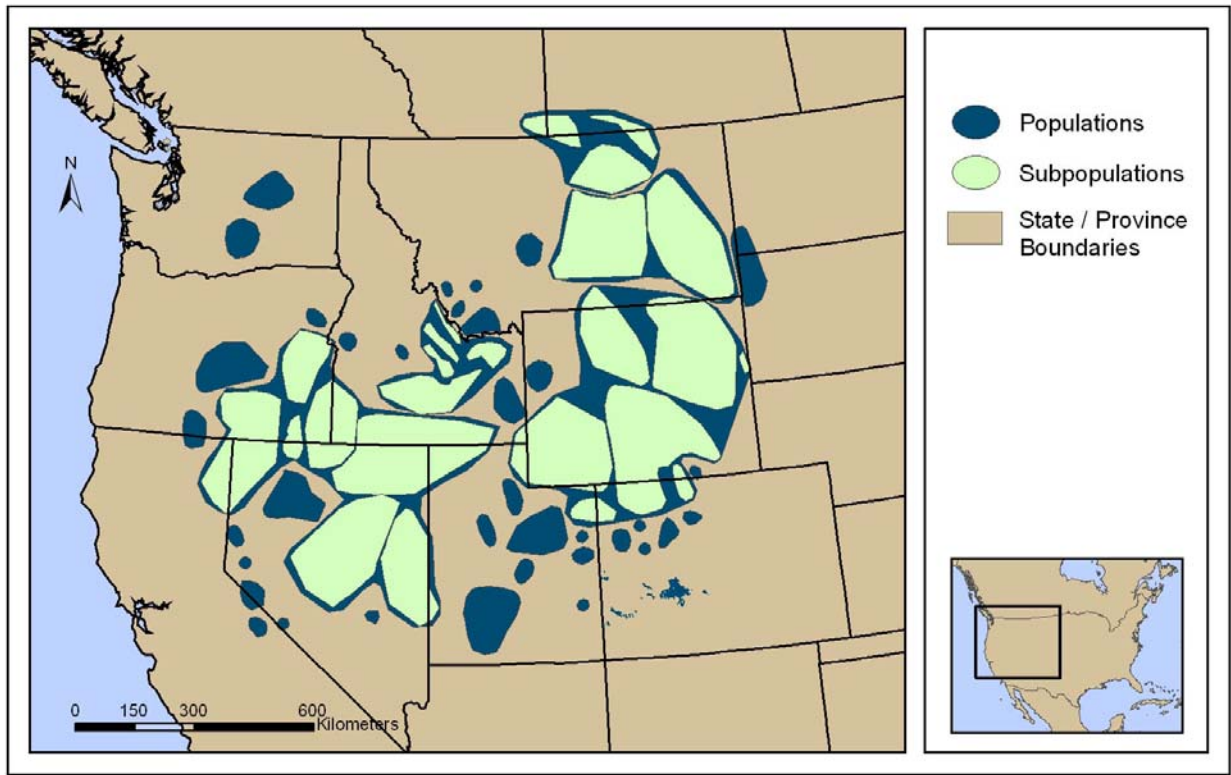 N
0 150 300 600
Kilometers
Populations
Subpopulations
State / Province
Boundaries